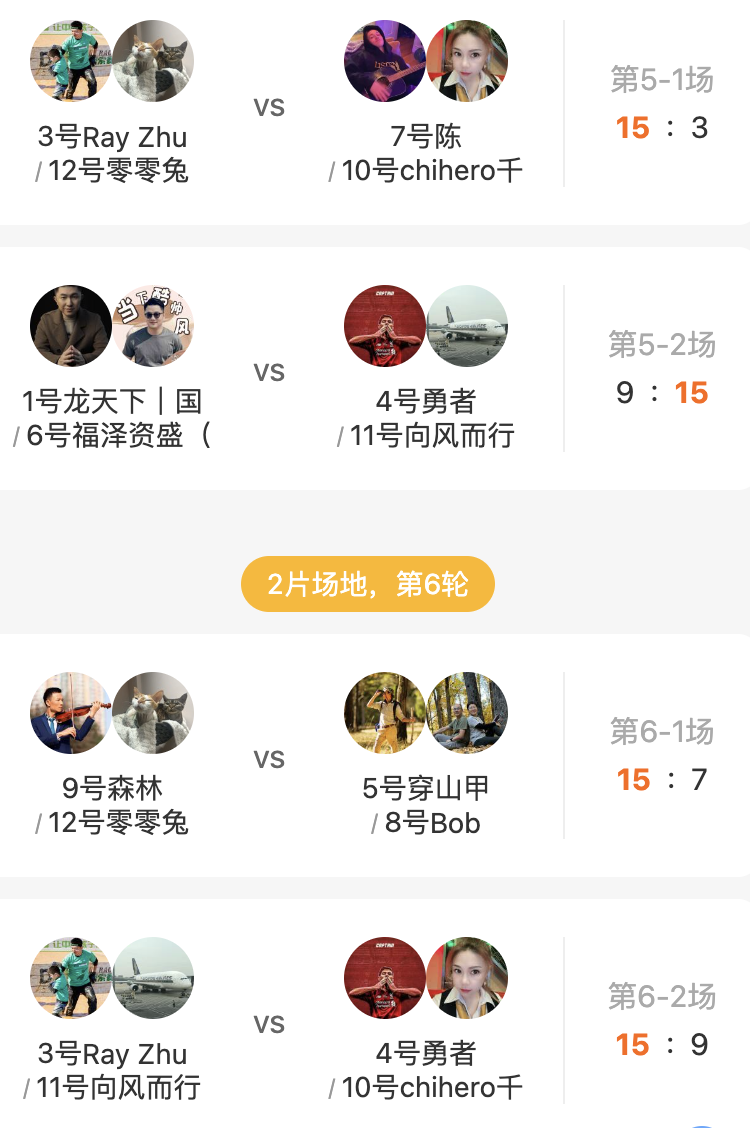 3号Ray Zhu
/ 12号零零兔
vs
7号陈
/ 10号chihero千
第5-1场
15 : 3
1号龙天下｜国
/ 6号福泽资盛（
vs
4号勇者
/ 11号向风而行
第5-2场
9 : 15
2片场地，第6轮
9号森林
/ 12号零零兔
vs
5号穿山甲
/ 8号Bob
第6-1场
15 : 7
3号Ray Zhu
/ 11号向风而行
vs
4号勇者
/ 10号chihero千
第6-2场
15 : 9